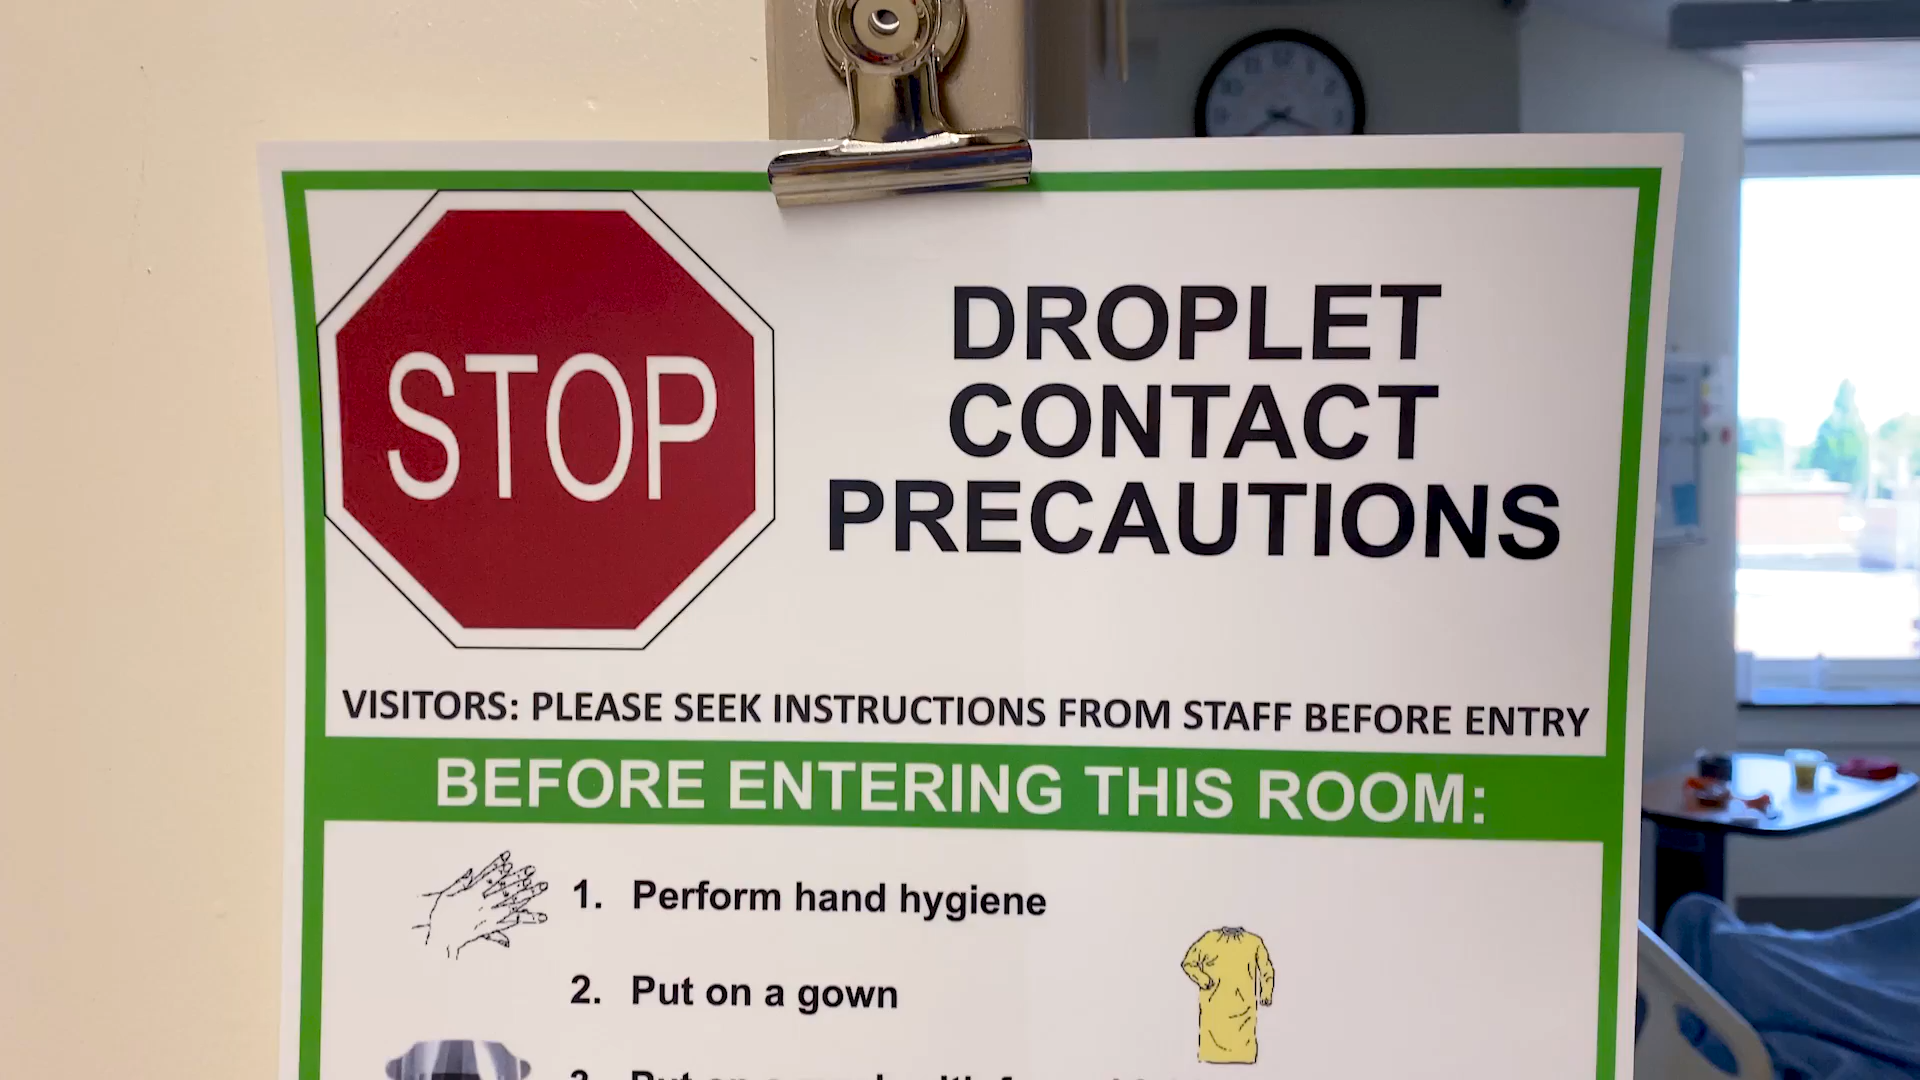 STOP
DROPLET
CONTACT
PRECAUTIONS
VISITORS: PLEASE SEEK INSTRUCTIONS FROM STAFF BEFORE ENTRY
BEFORE ENTERING THIS ROOM:
1. Perform hand hygiene
2. Put on a gown